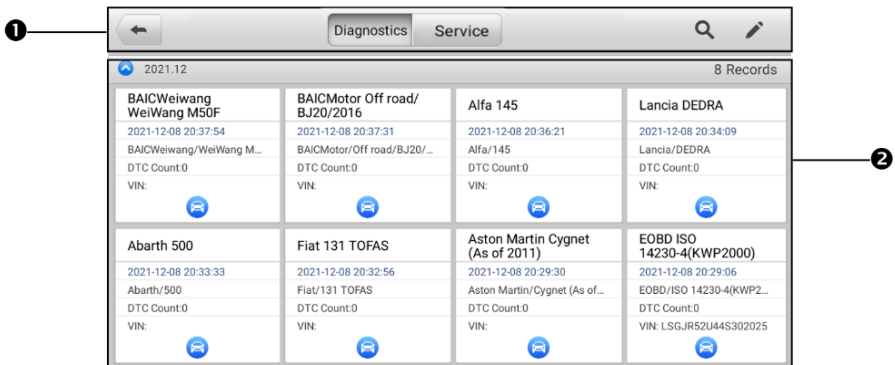 ❶
Diagnostics Service
2021.12 8 Records
BAICWeiwang
WeiWang M50F
2021-12-08 20:37:54
BAICWeiwang/WeiWang M...
DTC Count:0
VIN:
BAICMotor Off road/
BJ20/2016
2021-12-08 20:37:31
BAICMotor/Off road/BJ20/...
DTC Count:0
VIN:
Alfa 145
2021-12-08 20:36:21
Alfa/145
DTC Count:0
VIN:
Lancia DEDRA
2021-12-08 20:34:09
Lancia/DEDRA
DTC Count:0
VIN:
❷
Abarth 500
2021-12-08 20:33:33
Abarth/500
DTC Count:0
VIN:
Fiat 131 TOFAS
2021-12-08 20:32:56
Fiat/131 TOFAS
DTC Count:0
VIN:
Aston Martin Cygnet
(As of 2011)
2021-12-08 20:29:30
Aston Martin/Cygnet (As of...
DTC Count:0
VIN:
EOBD ISO
14230-4(KWP2000)
2021-12-08 20:29:06
EOBD/ISO 14230-4(KWP2...
DTC Count:0
VIN: LSGJR52U44S302025